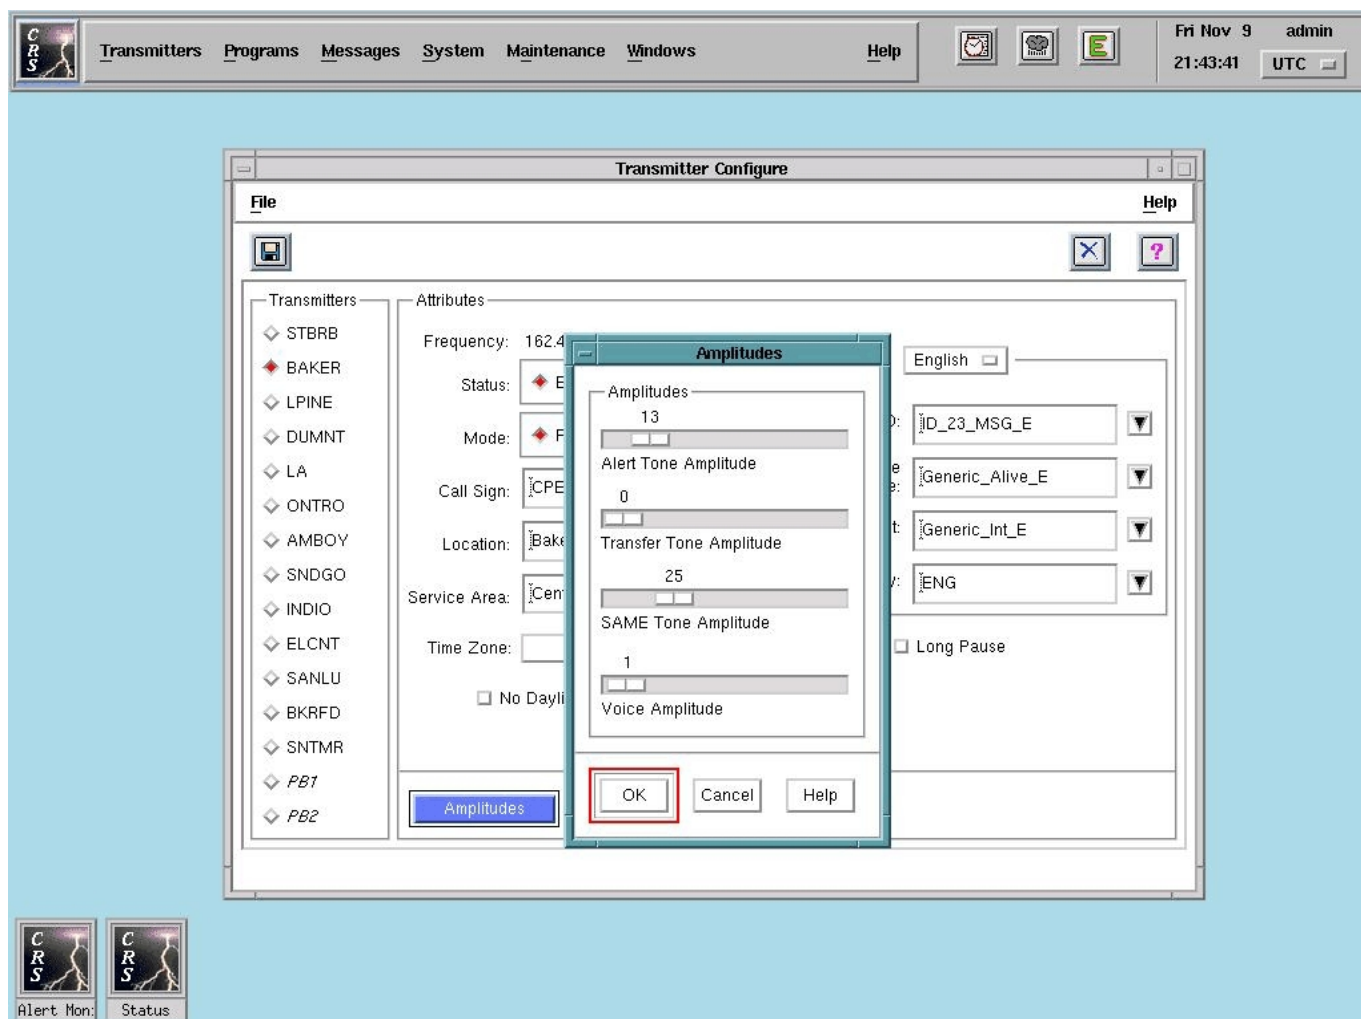 CRS
Transmitters Programs Messages System Maintenance Windows Help
Fri Nov 9 admin
21:43:41 UTC
Transmitter Configure
File Help
Transmitters
STBRB
BAKER
LPINE
DUMNT
LA
ONTRO
AMBOY
SNDGO
INDIO
ELCNT
SANLU
BKRFD
SNTMR
PB1
PB2
Attributes
Frequency: 162.4
Status: E
Mode: F
Call Sign:
Location: Bake
Service Area: Cent
Time Zone:
No Dayli
Amplitudes
Amplitudes
Amplitudes
13
Alert Tone Amplitude
0
Transfer Tone Amplitude
25
SAME Tone Amplitude
1
Voice Amplitude
OK Cancel Help
English
ID_23_MSG_E
Generic_Alive_E
Generic_Int_E
ENG
Long Pause
CRS
Alert Mon:
CRS
Status